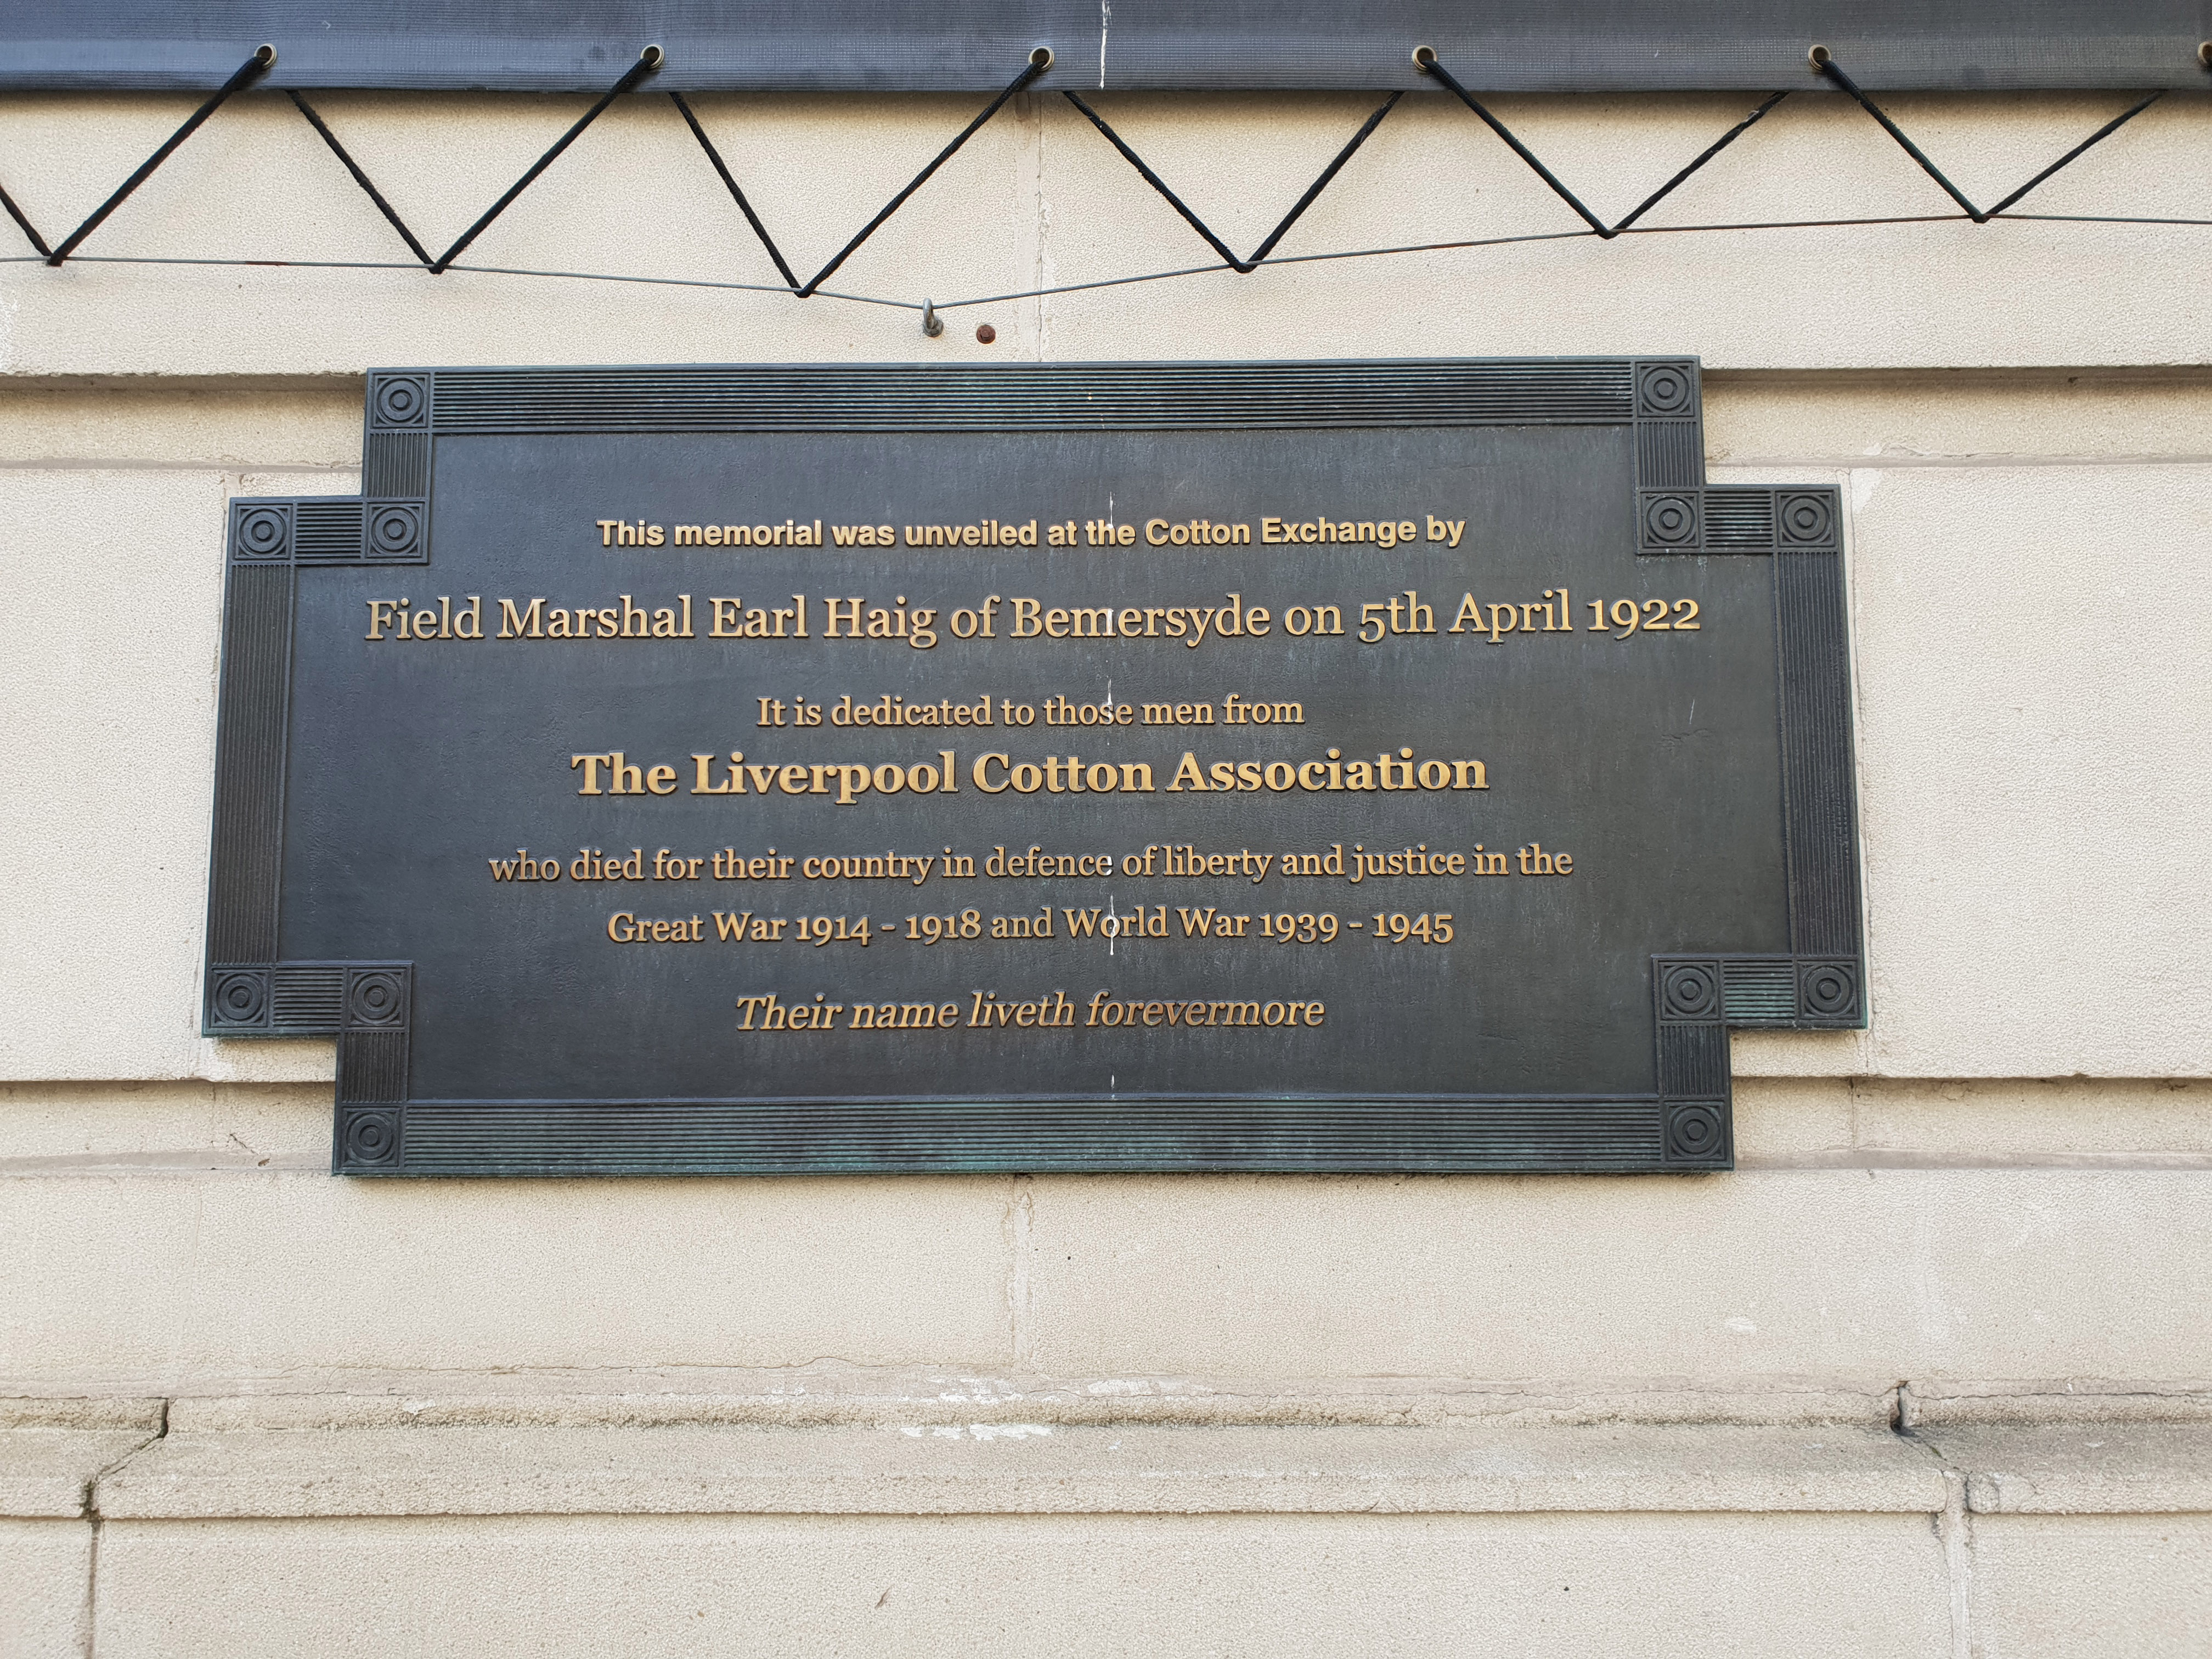 This memorial was unveiled at the Cotton Exchange by
Field Marshal Earl Haig of Bemersyde on 5th April 1922
It is dedicated to those men from
The Liverpool Cotton Association
who died for their country in defence of liberty and justice in the
Great War 1914 - 1918 and World War 1939 - 1945
Their name liveth forevermore